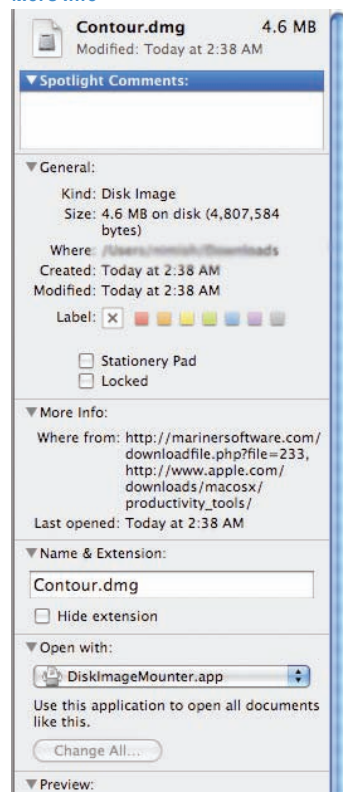 More Info
Contour.dmg 4.6 MB
Modified: Today at 2:38 AM
Spotlight Comments:
General:
Kind: Disk Image
Size: 4.6 MB on disk (4,807,584
bytes)
Where:
Created: Today at 2:38 AM
Modified: Today at 2:38 AM
Label:
Stationery Pad
Locked
More Info:
Where from: http://marinersoftware.com/
downloadfile.php?file=233,
http://www.apple.com/
downloads/macosx/
productivity_tools/
Last opened: Today at 2:38 AM
Name & Extension:
Contour.dmg
Hide extension
Open with:
DiskImageMounter.app
Use this application to open all documents
like this.
Change All...
Preview: